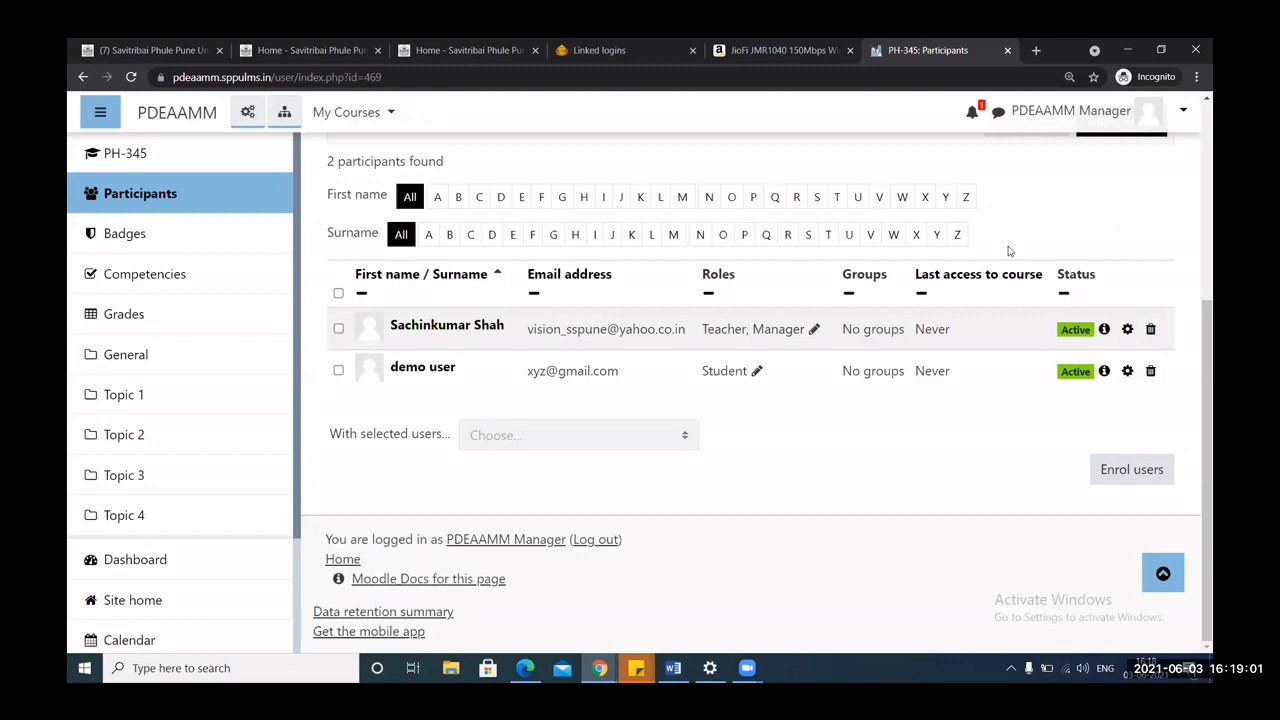 (7) Savitribai Phule Pune Un
Home - Savitribai Phule Pu
Home - Savitribai Phule Pu
Linked logins
JioFi JMR1040 150Mbps Wi
PH-345: Participants
pdeaamm.sppulms.in/user/index.php?id=469
Incognito
PDEAAMM
My Courses
1
PDEAAMM Manager
PH-345
Participants
Badges
Competencies
Grades
General
Topic 1
Topic 2
Topic 3
Topic 4
Dashboard
Site home
Calendar
2 participants found
First name All A B C D E F G H I J K L M N O P Q R S T U V W X Y Z
Surname All A B C D E F G H I J K L M N O P Q R S T U V W X Y Z
First name / Surname Email address Roles Groups Last access to course Status
Sachinkumar Shah vision_sspune@yahoo.co.in Teacher, Manager No groups Never Active
demo user xyz@gmail.com Student No groups Never Active
With selected users... Choose...
Enrol users
You are logged in as PDEAAMM Manager (Log out)
Home
Moodle Docs for this page
Data retention summary
Get the mobile app
Activate Windows
Go to Settings to activate Windows.
Type here to search
ENG
2021-06-03 16:19:01